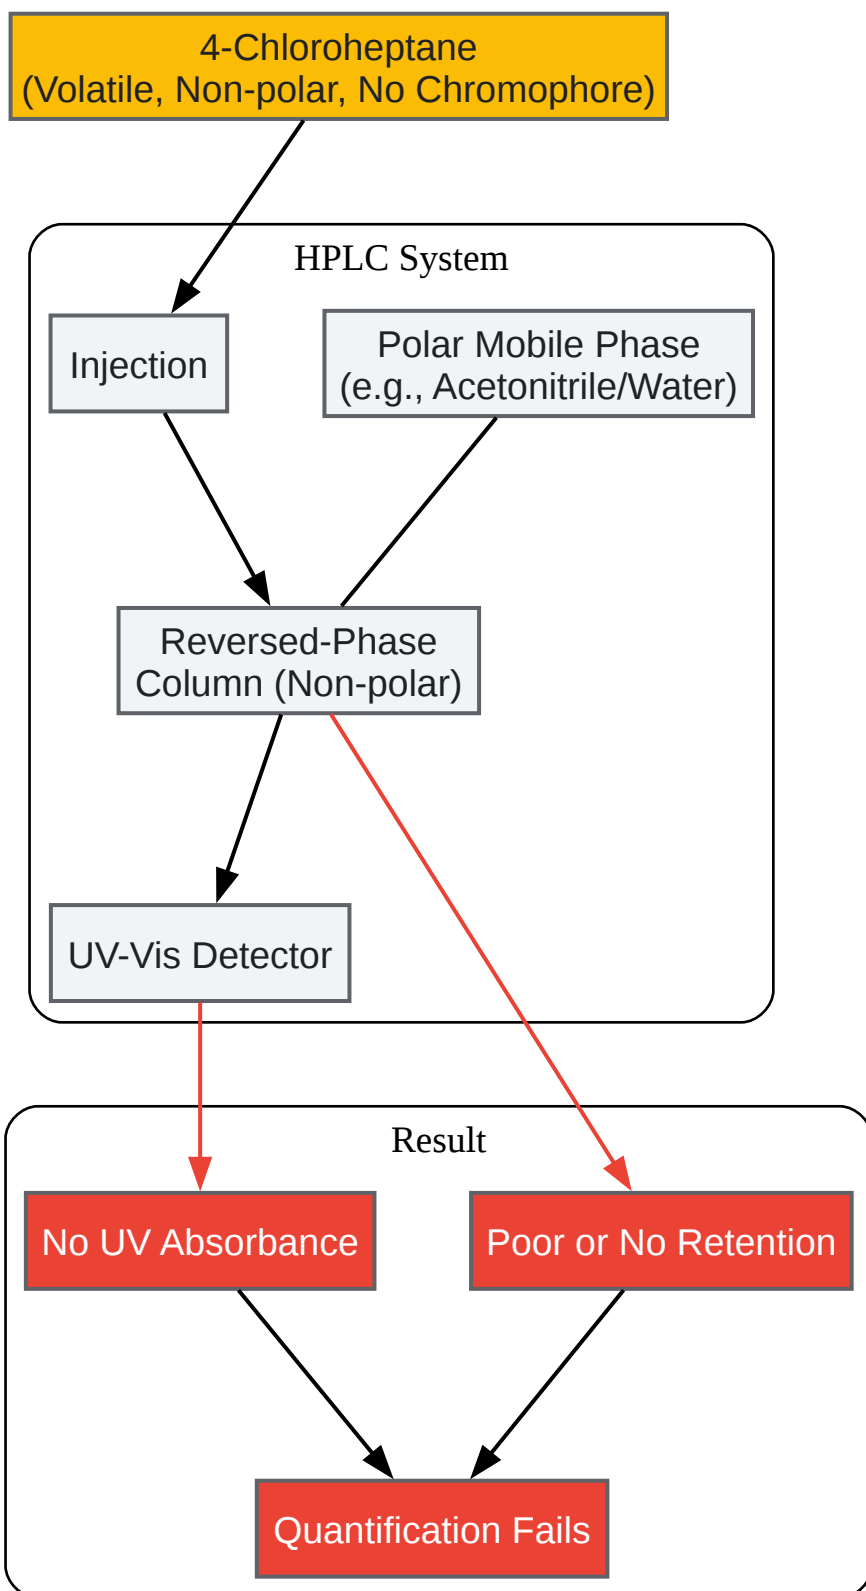 4-Chloroheptane
(Volatile, Non-polar, No Chromophore)
HPLC System
Injection
Polar Mobile Phase
(e.g., Acetonitrile/Water)
Reversed-Phase
Column (Non-polar)
UV-Vis Detector
Result
No UV Absorbance
Poor or No Retention
Quantification Fails